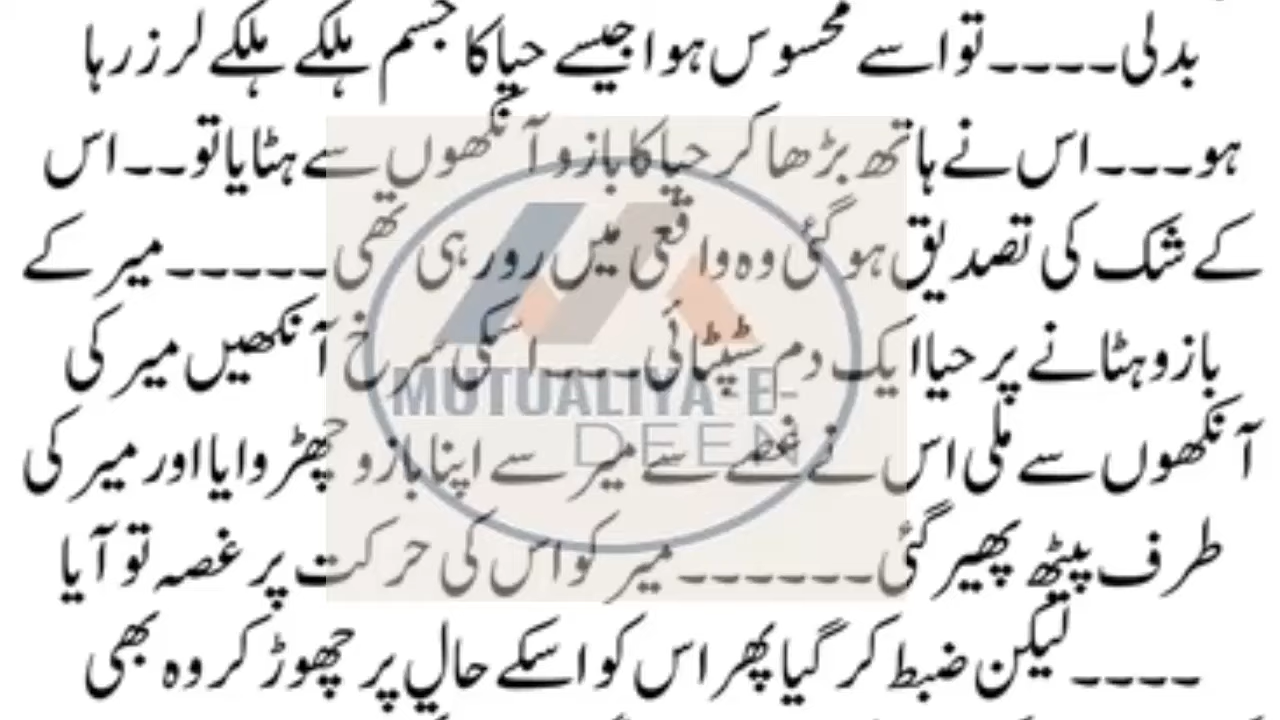 بدلی۔۔۔۔تو اسے محسوس ہوا جیسے حیا کا جسم ہلکے ہلکے لرز رہا
ہو۔۔۔اس نے ہاتھ بڑھا کر حیا کا بازو آنکھوں سے ہٹایا تو۔۔اس
کے شک کی تصدیق ہو گئی وہ واقعی میں رو رہی تھی۔۔۔۔۔میر کے
بازو ہٹانے پر حیا ایک دم سٹپٹائی۔۔۔۔اسکی سرخ آنکھیں میر کی
MUTUALIYA-E-
DEEN
آنکھوں سے ملی اس نے غصے سے میر سے اپنا بازو چھڑوایا اور میر کی
طرف پیٹھ پھیر گئی۔۔۔۔۔۔۔میر کو اس کی حرکت پر غصہ تو آیا
۔۔۔۔لیکن ضبط کر گیا پھر اس کو اسکے حال پر چھوڑ کر وہ بھی